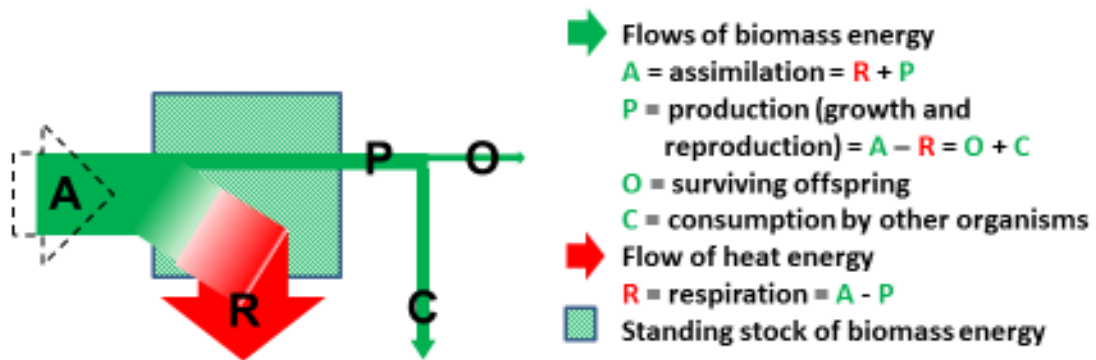 A
P
O
R
C
Flows of biomass energy
A = assimilation = R + P
P = production (growth and
reproduction) = A – R = O + C
O = surviving offspring
C = consumption by other organisms
Flow of heat energy
R = respiration = A - P
Standing stock of biomass energy